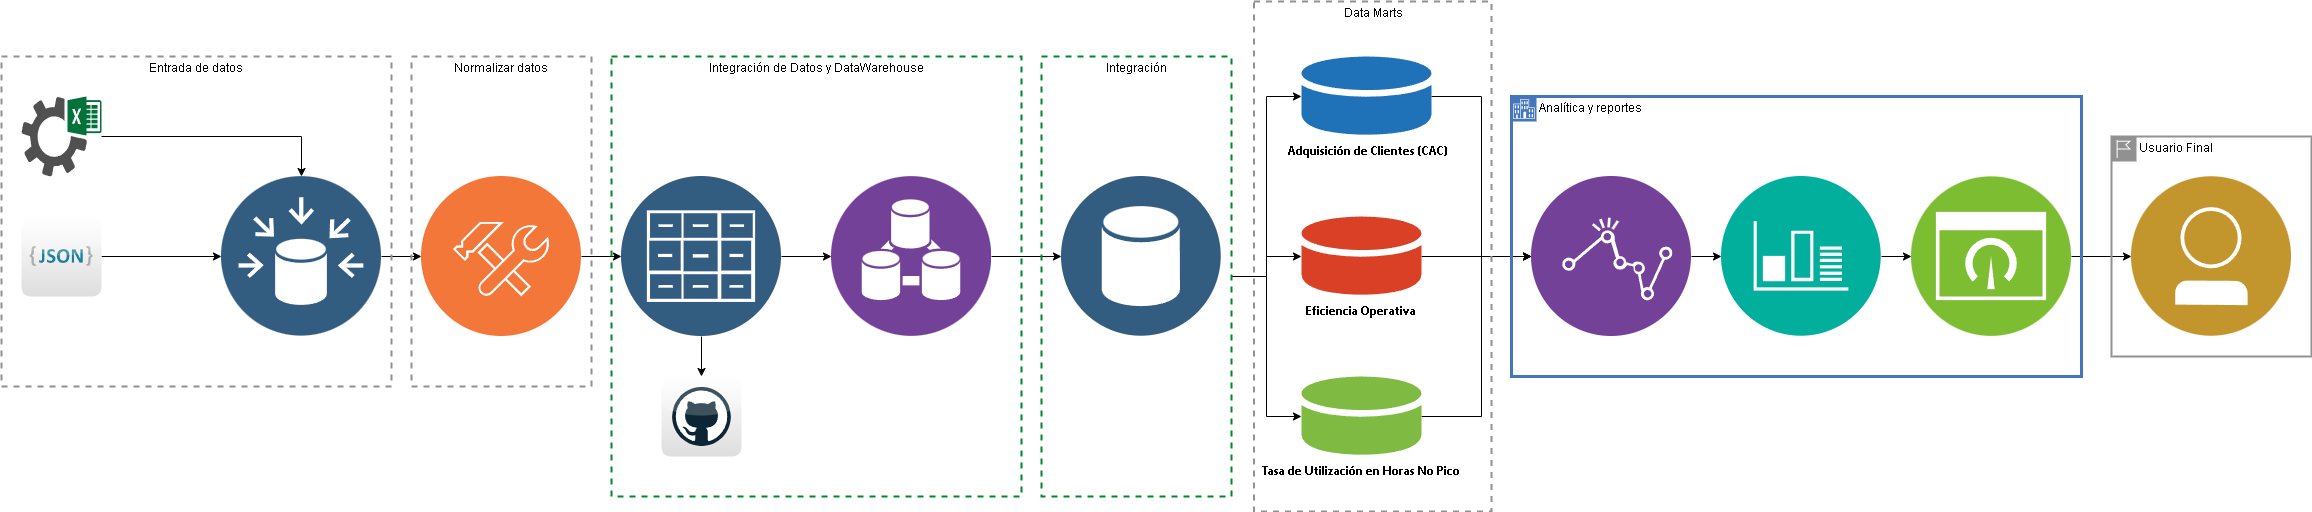 Entrada de datos
X
{JSON}
Normalizar datos
Integración de Datos y DataWarehouse
Integración
Data Marts
Adquisición de Clientes (CAC)
Eficiencia Operativa
Tasa de Utilización en Horas No Pico
Analítica y reportes
Usuario Final